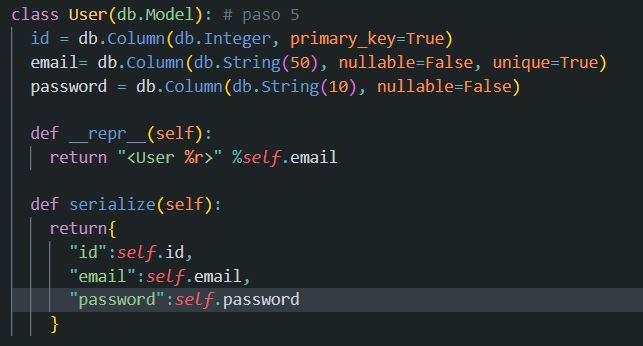 class User(db.Model): # paso 5
id = db.Column(db.Integer, primary_key=True)
email= db.Column(db.String(50), nullable=False, unique=True)
password = db.Column(db.String(10), nullable=False)
def __repr__(self):
return "<User %r>" %self.email
def serialize(self):
return{
"id":self.id,
"email":self.email,
"password":self.password
}